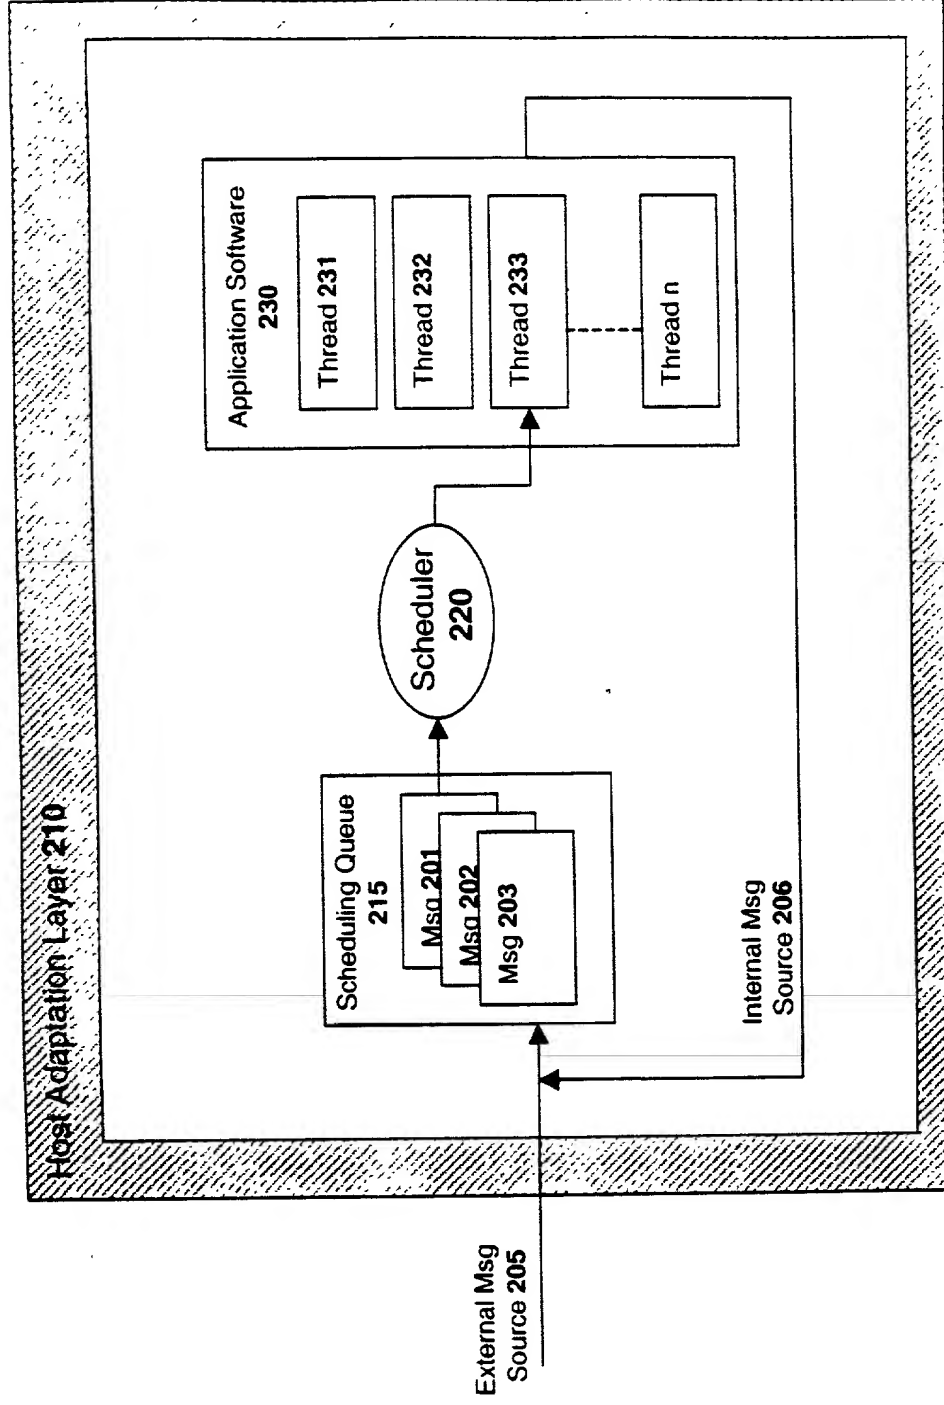 Host Adaptation Layer 210
External Msg
Source 205
Scheduling Queue
215
Msg 201
Msg 202
Msg 203
Scheduler
220
Application Software
230
Thread 231
Thread 232
Thread 233
Thread n
Internal Msg
Source 206